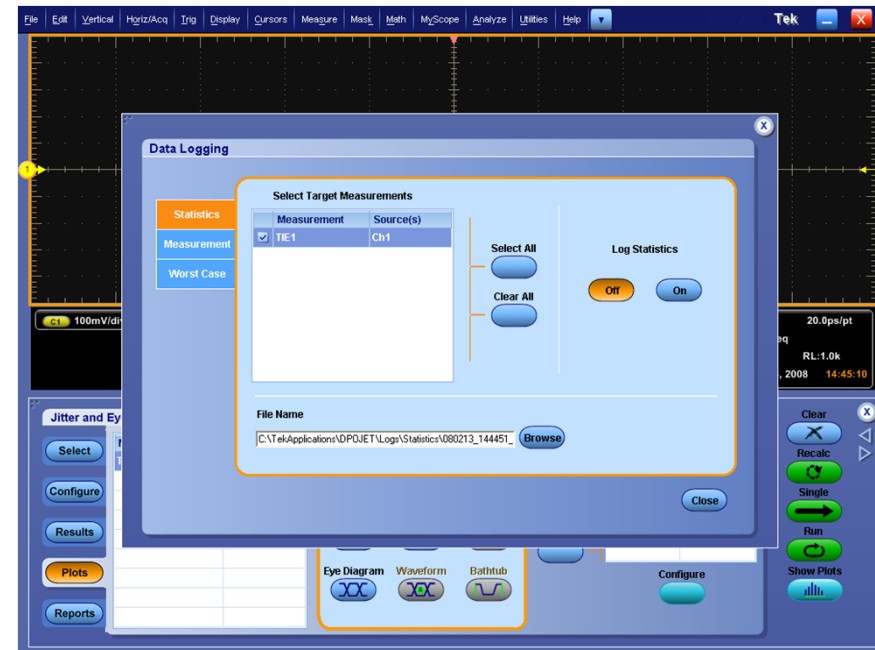 File Edit Vertical Horiz/Acq Trig Display Cursors Measure Mask Math MyScope Analyze Utilities Help Tek X
X
Data Logging
1
Select Target Measurements
Statistics
Measurement Source(s)
TIE1 Ch1
Measurement
Select All
Log Statistics
Worst Case
Off On
Clear All
C1 100mV/di
20.0ps/pt
eq
RL:1.0k
, 2008 14:45:10
File Name
C:\TekApplications\DPOJET\Logs\Statistics\080213_144451_ Browse
Jitter and Ey
Clear X
Select
Recalc
Configure
Single
Close
Results
Run
Plots
Eye Diagram Waveform Bathtub
Configure
Show Plots
Reports